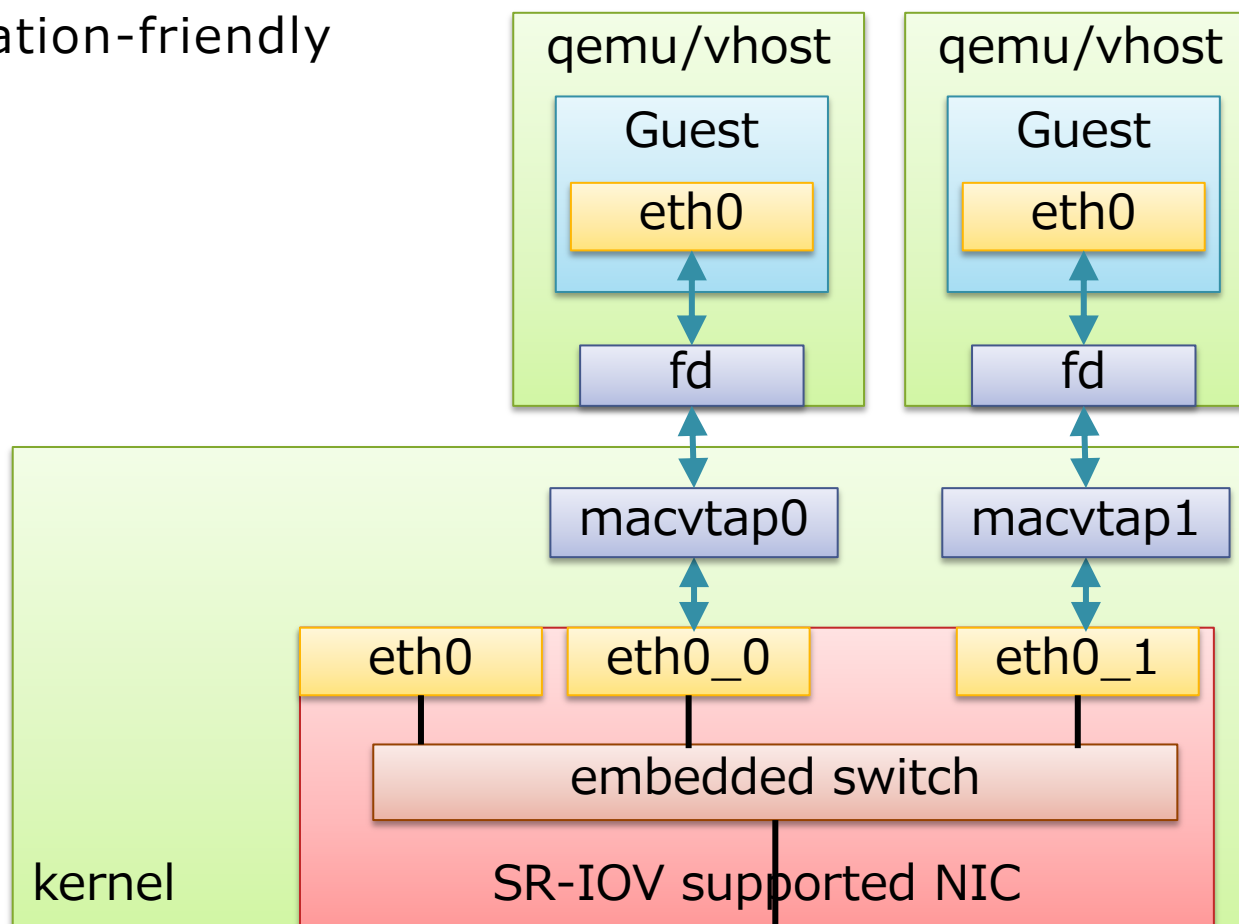 ation-friendly
qemu/vhost
qemu/vhost
Guest
Guest
eth0
eth0
fd
fd
macvtap0
macvtap1
eth0
eth0_0
eth0_1
embedded switch
kernel
SR-IOV supported NIC